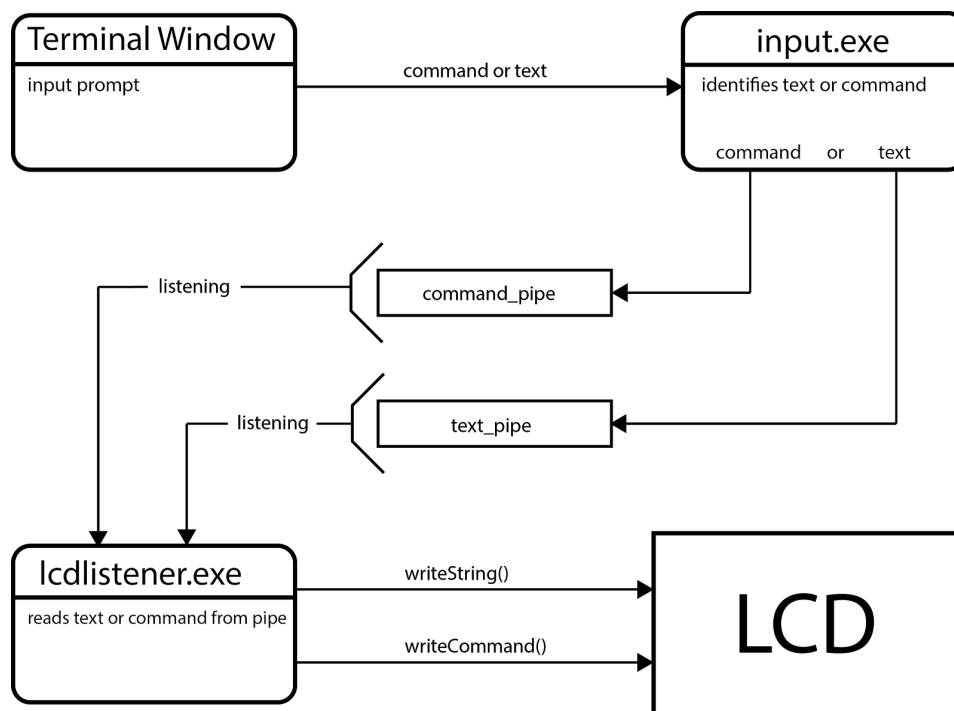 Terminal Window
input prompt
command or text
input.exe
identifies text or command
command or text
listening
command_pipe
listening
text_pipe
lcdlistener.exe
reads text or command from pipe
writeString()
writeCommand()
LCD